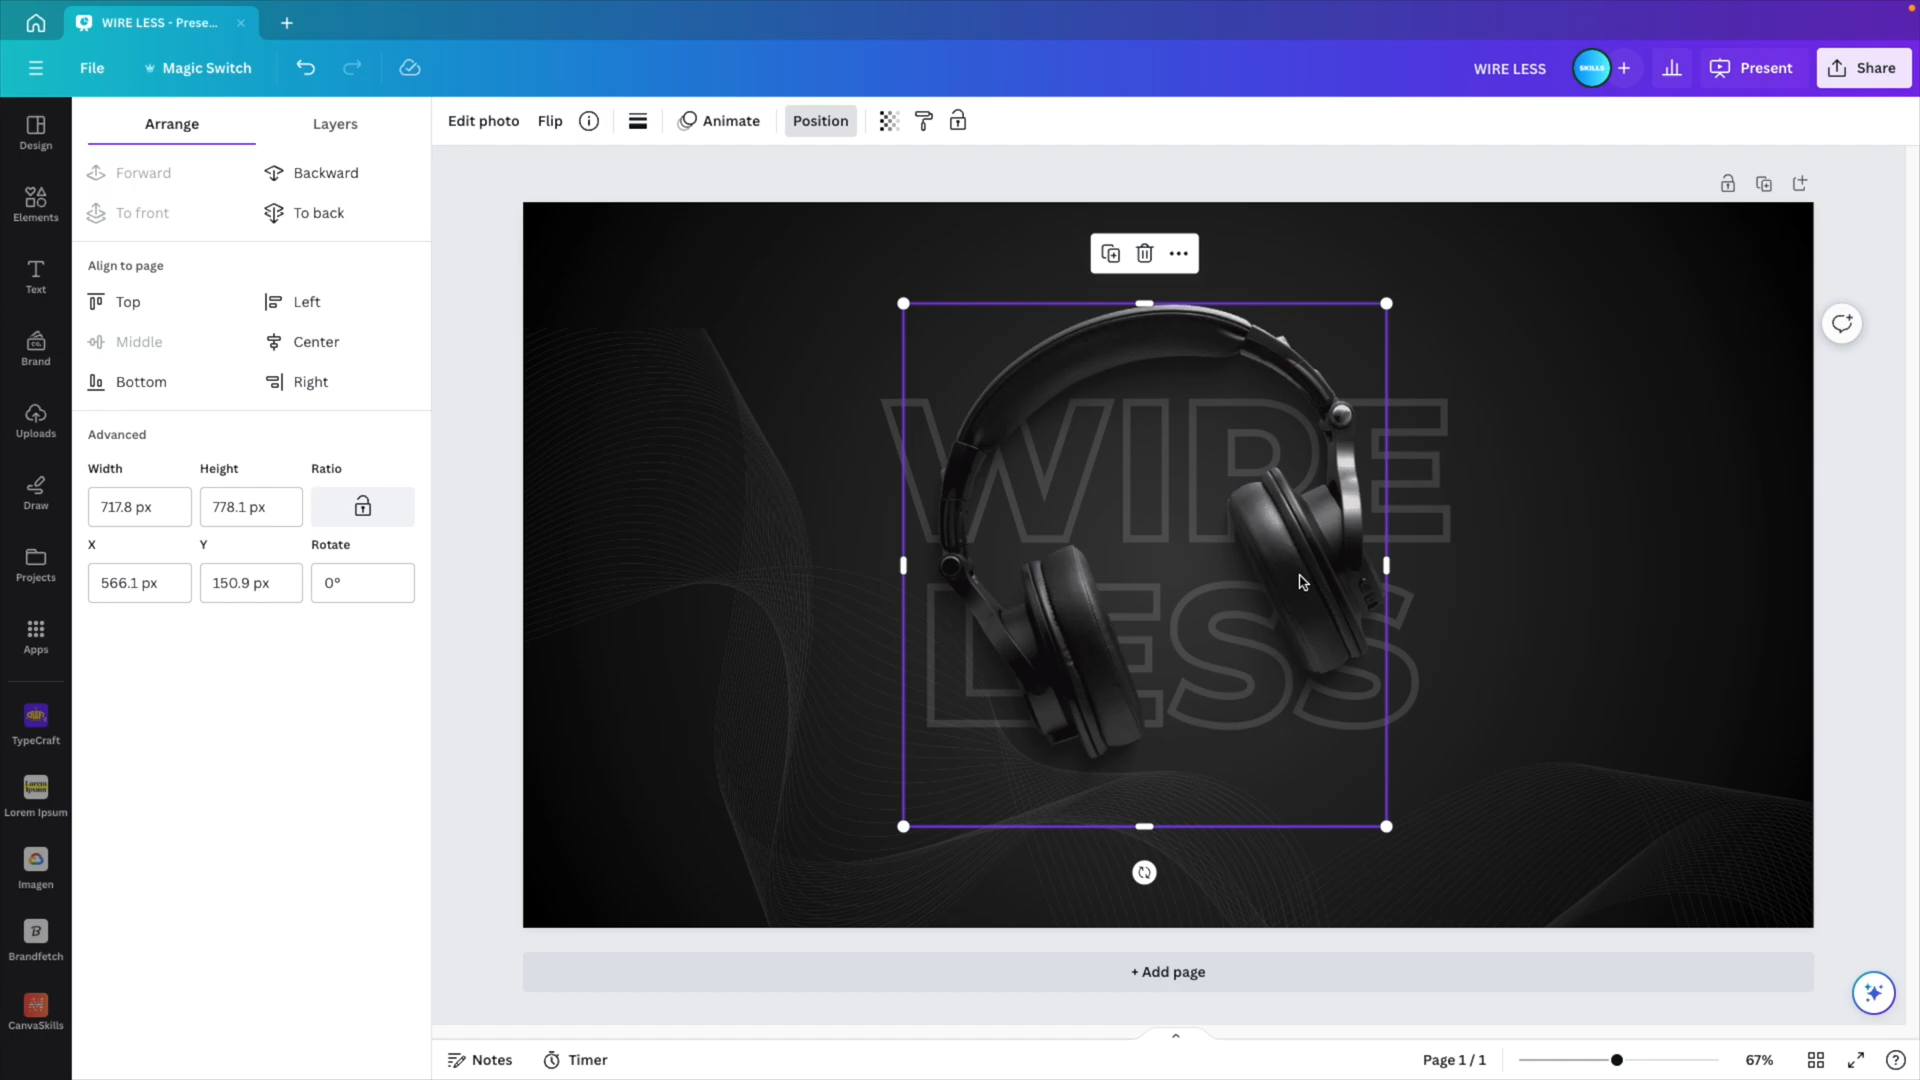 WIRE LESS - Prese...
File
Magic Switch
WIRE LESS
SKILLS
Present
Share
Design
Elements
Text
Brand
Uploads
Draw
Projects
Apps
TypeCraft
Lorem Ipsum
Imagen
Brandfetch
CanvaSkills
Arrange
Layers
Forward
Backward
To front
To back
Align to page
Top
Left
Middle
Center
Bottom
Right
Advanced
Width
Height
Ratio
717.8 px
778.1 px
X
Y
Rotate
566.1 px
150.9 px
0°
Edit photo
Flip
Animate
Position
WIRE
LESS
+ Add page
Notes
Timer
Page 1 / 1
67%